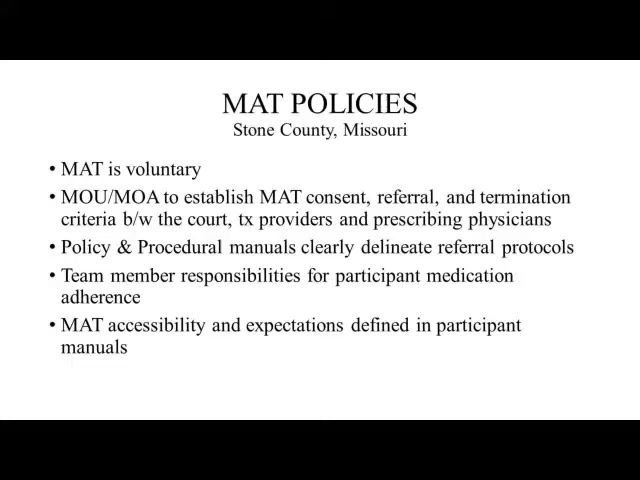 MAT POLICIES
Stone County, Missouri
• MAT is voluntary
• MOU/MOA to establish MAT consent, referral, and termination
criteria b/w the court, tx providers and prescribing physicians
• Policy & Procedural manuals clearly delineate referral protocols
• Team member responsibilities for participant medication
adherence
• MAT accessibility and expectations defined in participant
manuals